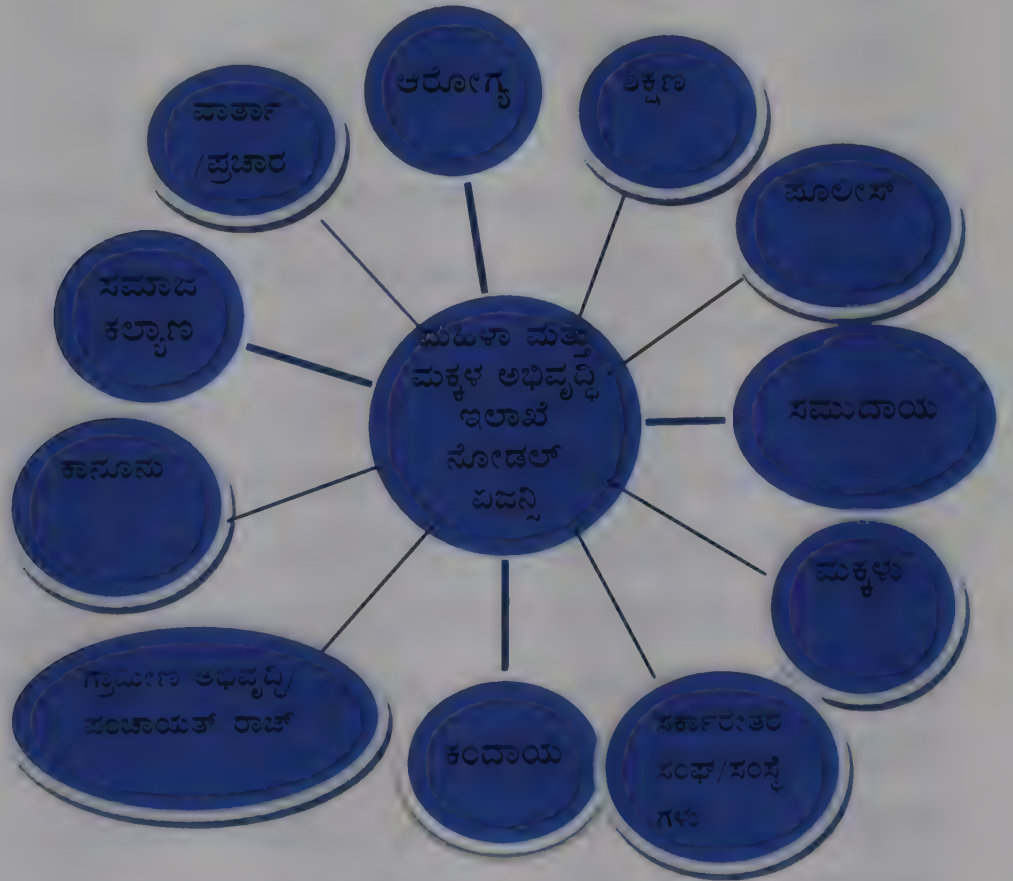 ಆರೋಗ್ಯ
ಶಿಕ್ಷಣ
ವಾರ್ತಾ
/ಪ್ರಚಾರ
ಪೊಲೀಸ್
ಸಮಾಜ
ಕಲ್ಯಾಣ
ಮಹಿಳಾ ಮತ್ತು
ಮಕ್ಕಳ ಅಭಿವೃದ್ಧಿ
ಇಲಾಖೆ
ನೋಡಲ್
ಏಜನ್ಸಿ
ಸಮುದಾಯ
ಕಾನೂನು
ಮಕ್ಕಳು
ಗ್ರಾಮೀಣ ಅಭಿವೃದ್ಧಿ/
ಪಂಚಾಯತ್ ರಾಜ್
ಕಂದಾಯ
ಸರ್ಕಾರೇತರ
ಸಂಘ/ಸಂಸ್ಥೆ
ಗಳು